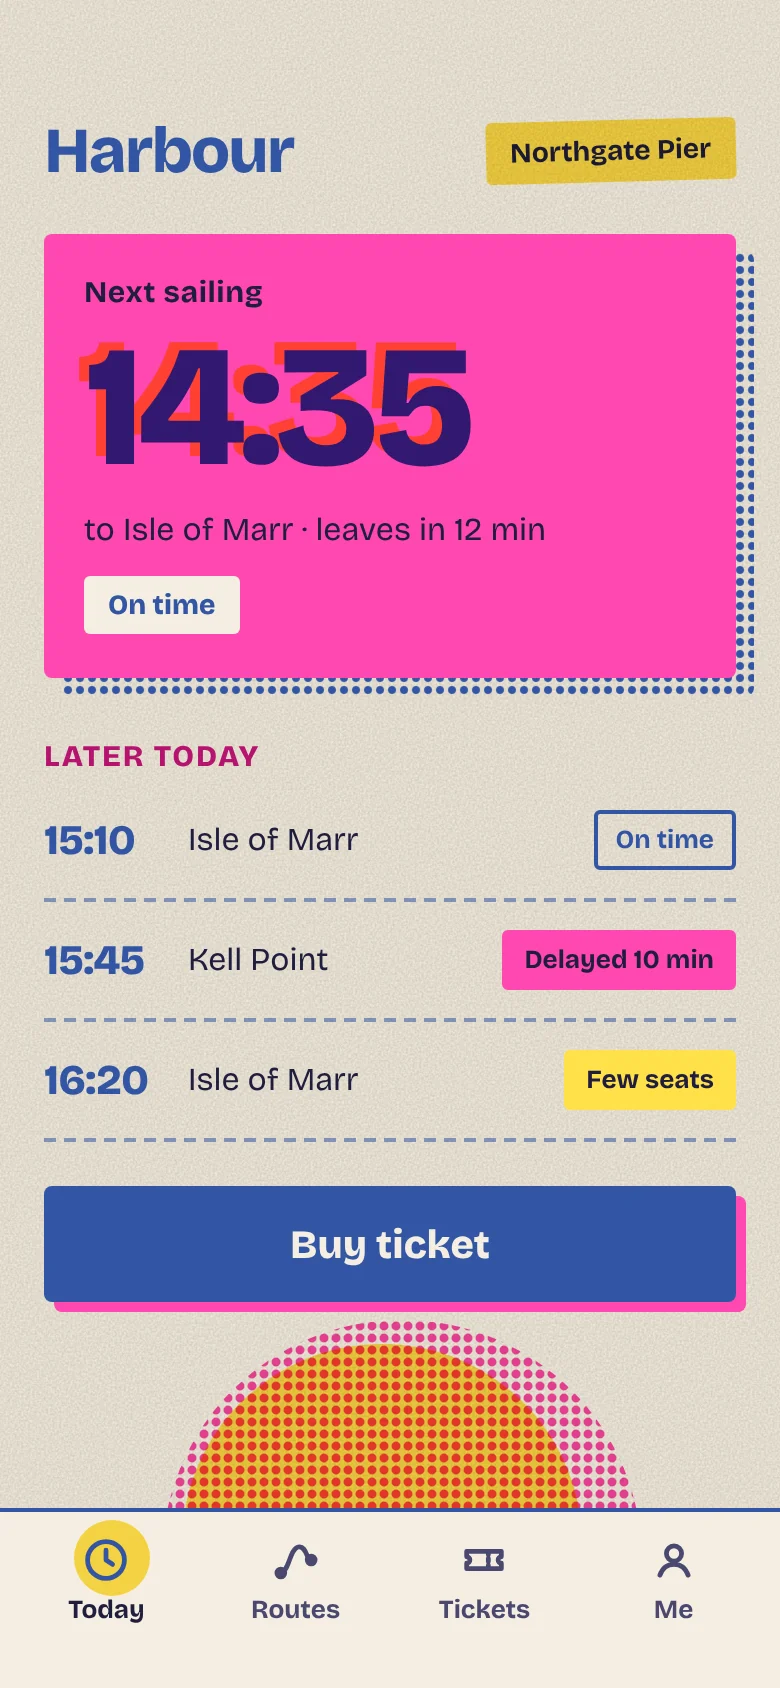 Harbour
Northgate Pier
Next sailing
14:35
to Isle of Marr · leaves in 12 min
On time
LATER TODAY
15:10 Isle of Marr On time
15:45 Kell Point Delayed 10 min
16:20 Isle of Marr Few seats
Buy ticket
Today Routes Tickets Me